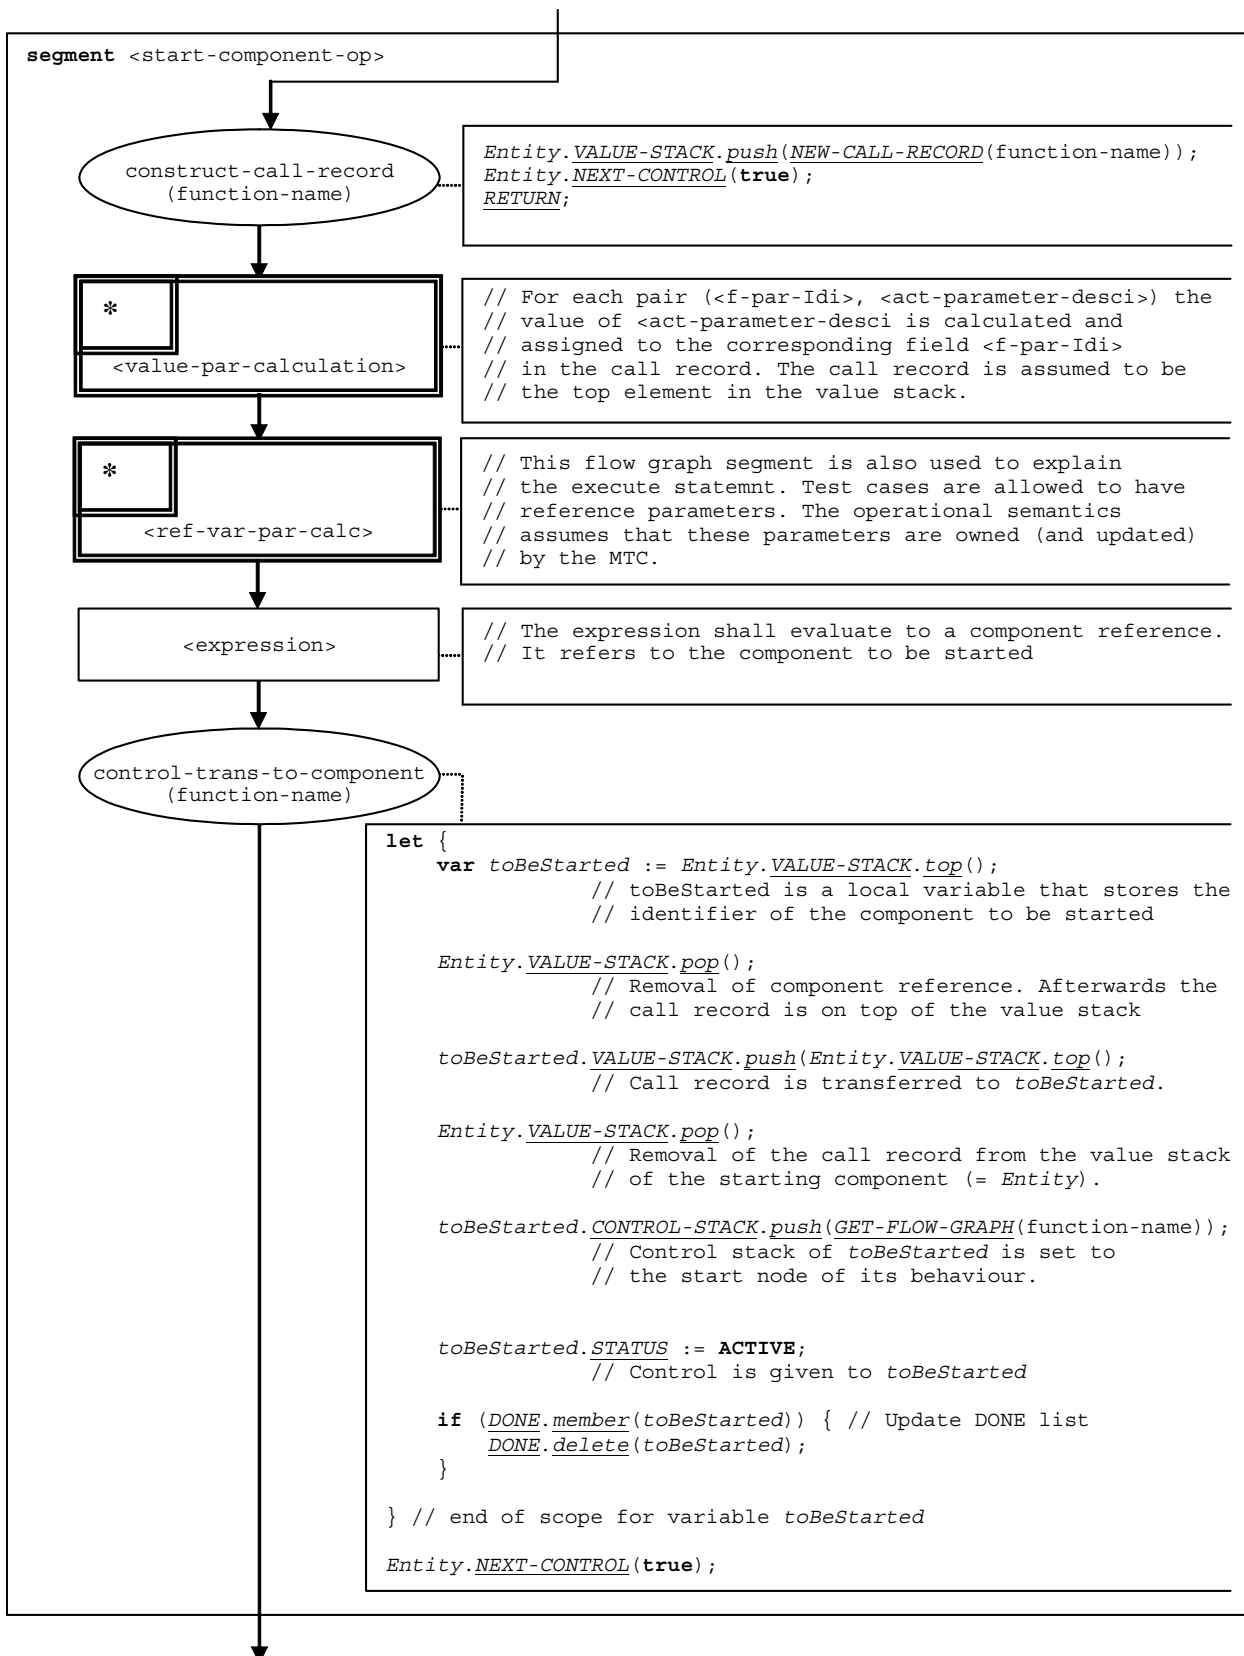 segment <start-component-op>
construct-call-record
(function-name)
Entity.VALUE-STACK.push(NEW-CALL-RECORD(function-name));
Entity.NEXT-CONTROL(true);
RETURN;
*
<value-par-calculation>
// For each pair (<f-par-Idi>, <act-parameter-desci>) the
// value of <act-parameter-desci is calculated and
// assigned to the corresponding field <f-par-Idi>
// in the call record. The call record is assumed to be
// the top element in the value stack.
*
<ref-var-par-calc>
// This flow graph segment is also used to explain
// the execute statemnt. Test cases are allowed to have
// reference parameters. The operational semantics
// assumes that these parameters are owned (and updated)
// by the MTC.
<expression>
// The expression shall evaluate to a component reference.
// It refers to the component to be started
control-trans-to-component
(function-name)
let {
var toBeStarted := Entity.VALUE-STACK.top();
// toBeStarted is a local variable that stores the
// identifier of the component to be started
Entity.VALUE-STACK.pop();
// Removal of component reference. Afterwards the
// call record is on top of the value stack
toBeStarted.VALUE-STACK.push(Entity.VALUE-STACK.top();
// Call record is transferred to toBeStarted.
Entity.VALUE-STACK.pop();
// Removal of the call record from the value stack
// of the starting component (= Entity).
toBeStarted.CONTROL-STACK.push(GET-FLOW-GRAPH(function-name));
// Control stack of toBeStarted is set to
// the start node of its behaviour.
toBeStarted.STATUS := ACTIVE;
// Control is given to toBeStarted
if (DONE.member(toBeStarted)) { // Update DONE list
DONE.delete(toBeStarted);
}
} // end of scope for variable toBeStarted
Entity.NEXT-CONTROL(true);